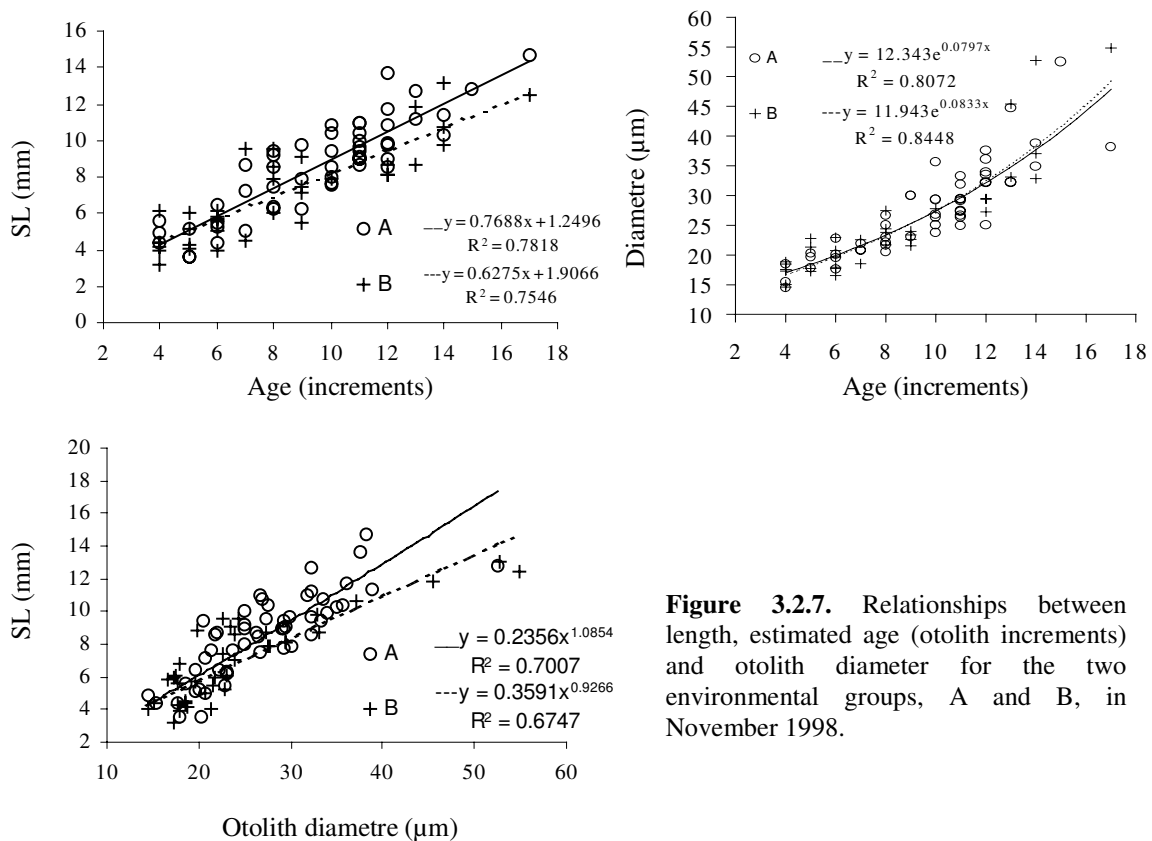 16
14
12
10
8
6
4
2
0
SL (mm)
A __y = 0.7688x + 1.2496
R² = 0.7818
B ---y = 0.6275x + 1.9066
R² = 0.7546
2 4 6 8 10 12 14 16 18
Age (increments)
60
55
50
45
40
35
30
25
20
15
10
Diametre (µm)
A __y = 12.343e^0.0797x
R² = 0.8072
B ---y = 11.943e^0.0833x
R² = 0.8448
2 4 6 8 10 12 14 16 18
Age (increments)
20
18
16
14
12
10
8
6
4
2
SL (mm)
A __y = 0.2356x^1.0854
R² = 0.7007
B ---y = 0.3591x^0.9266
R² = 0.6747
10 20 30 40 50 60
Otolith diametre (µm)
Figure 3.2.7. Relationships between
length, estimated age (otolith increments)
and otolith diameter for the two
environmental groups, A and B, in
November 1998.